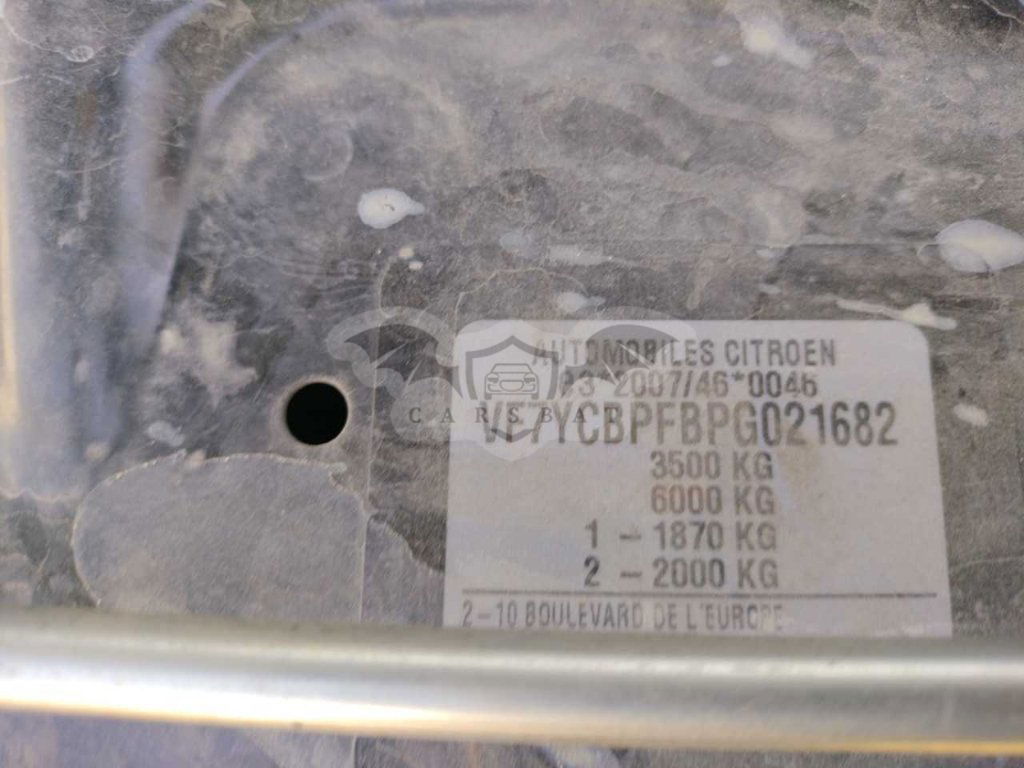 AUTOMOBILES CITROEN
2007/46*0046
VF7YCBPFBPG021682
3500 KG
6000 KG
1 - 1870 KG
2 - 2000 KG
2-10 BOULEVARD DE L'EUROPE
CARSBAT